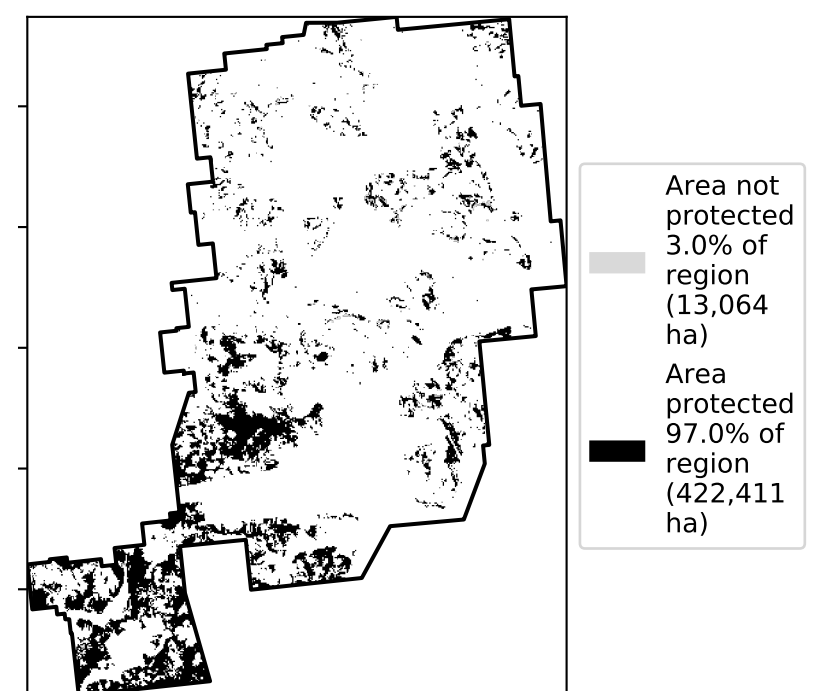 Area not
protected
3.0% of
region
(13,064
ha)
Area
protected
97.0% of
region
(422,411
ha)